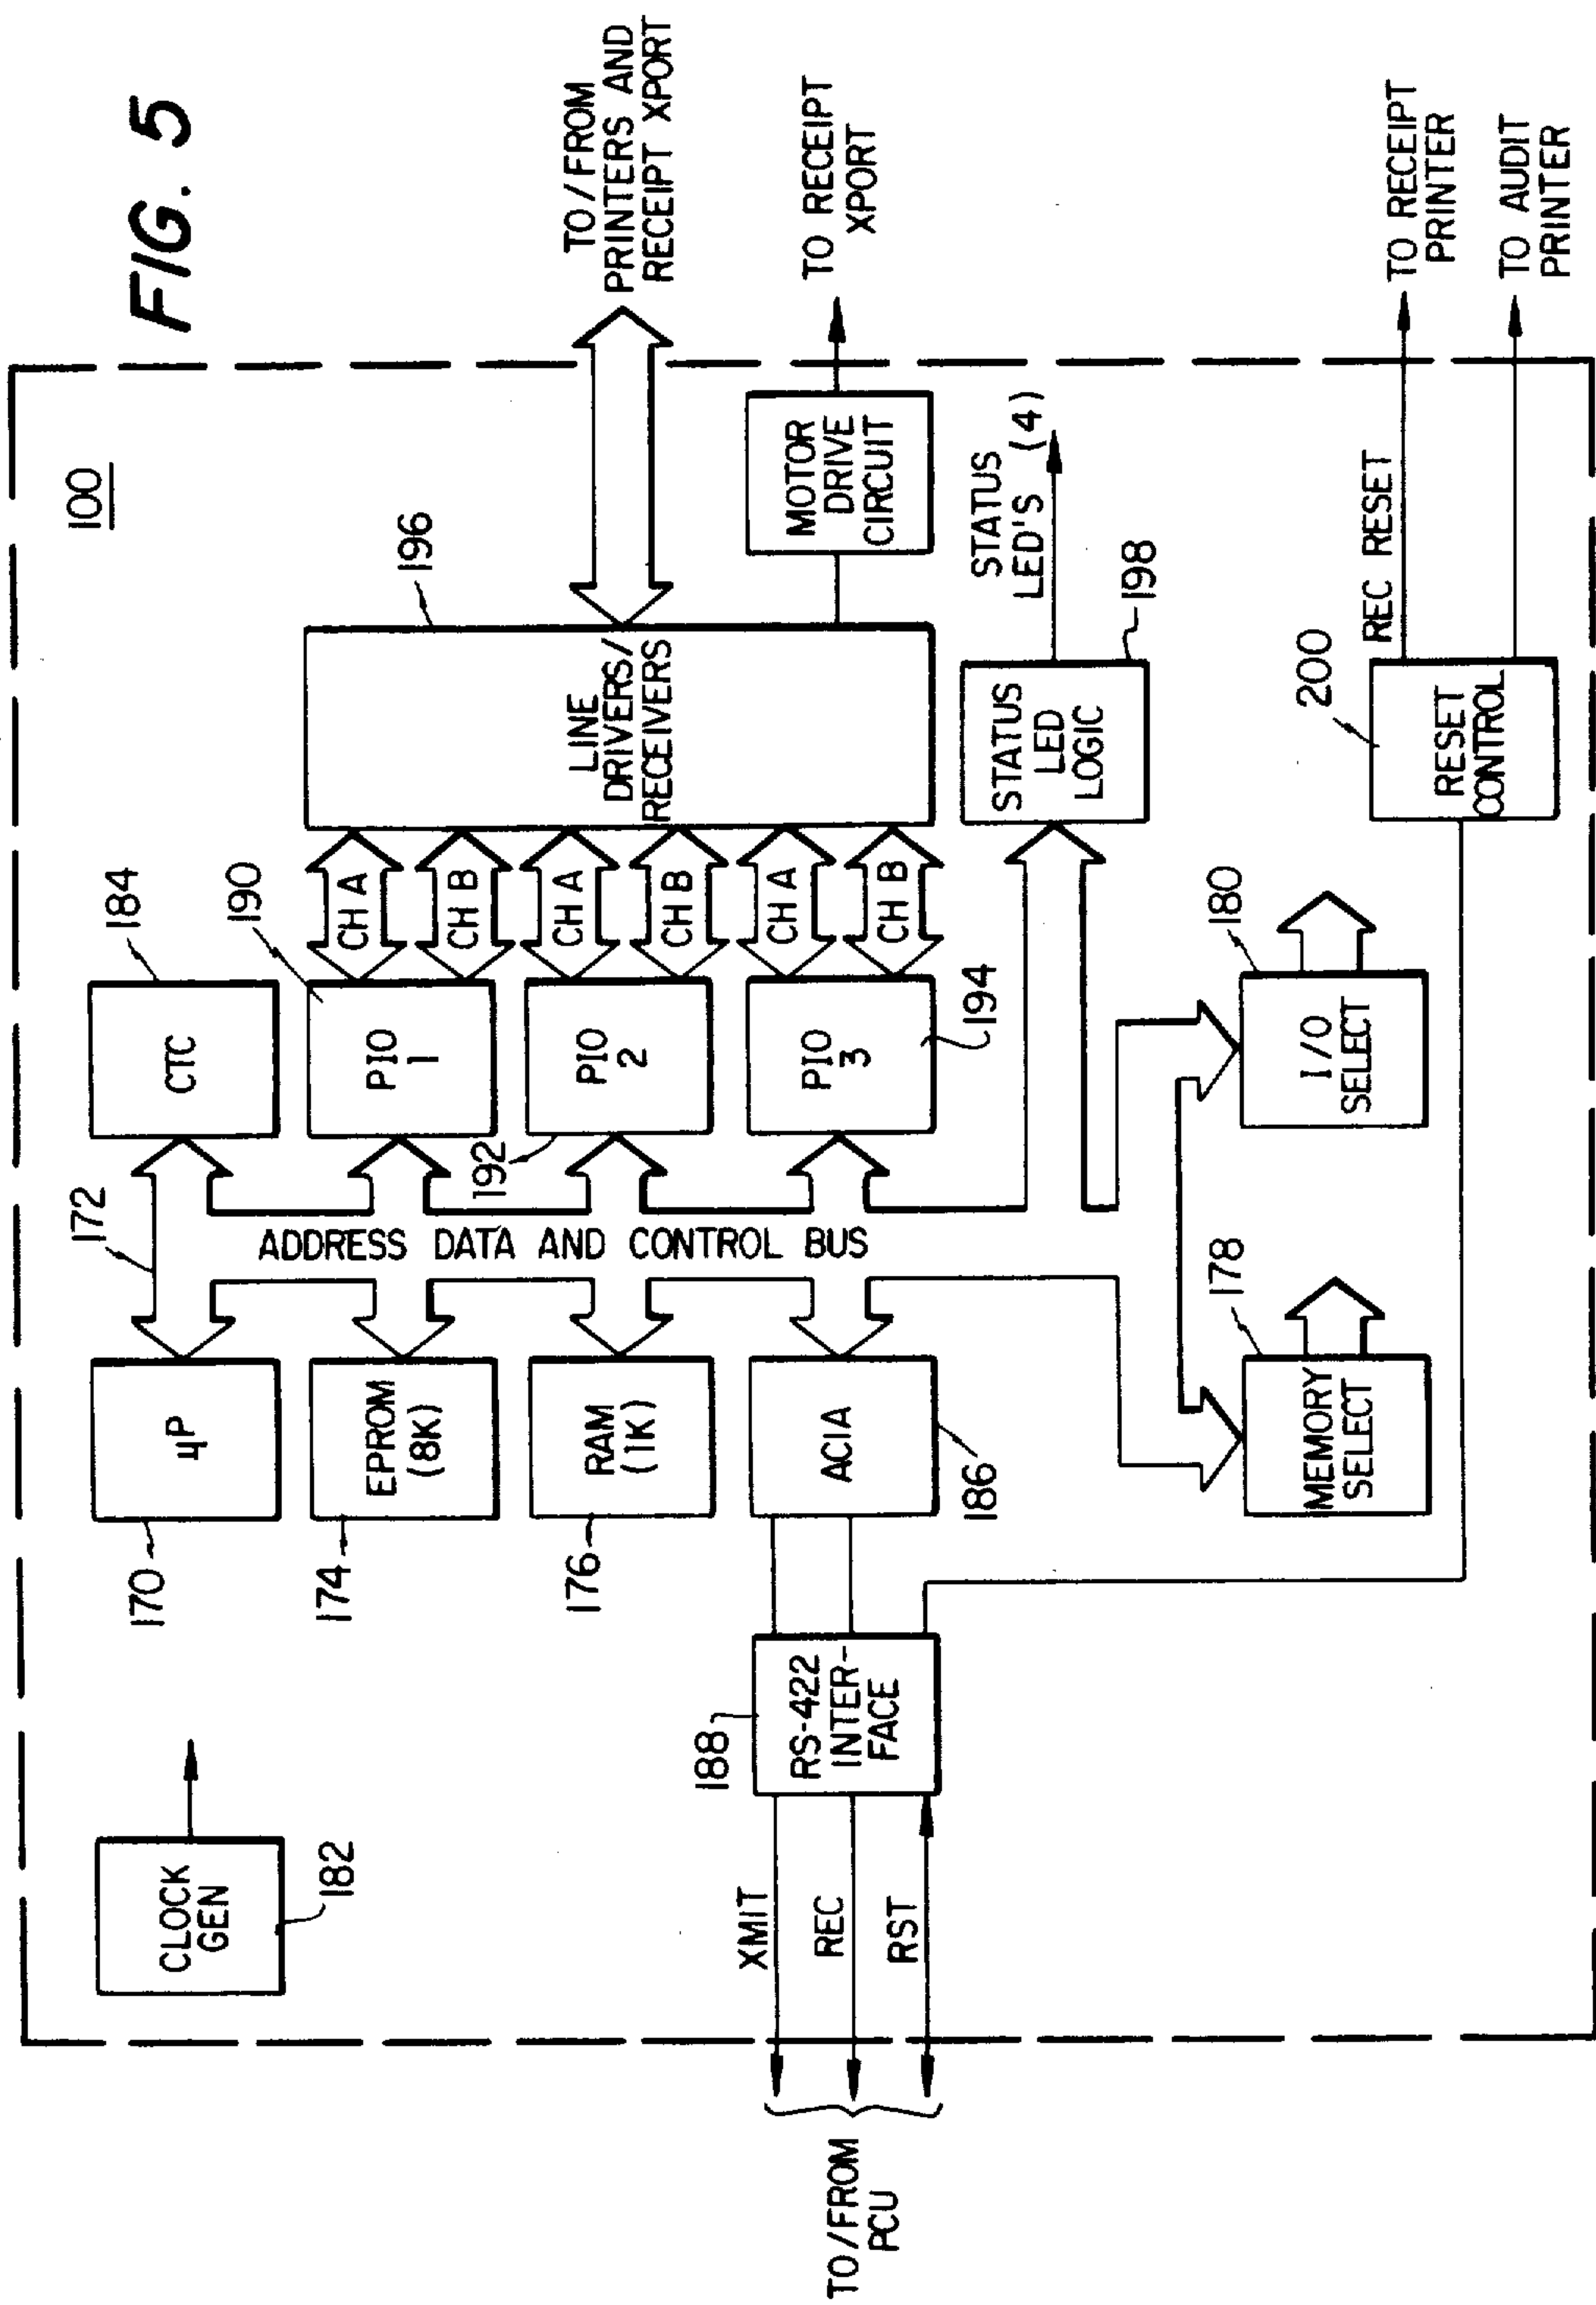 FIG. 5
100
CLOCK
GEN
182
170
μP
172
CTC
184
174
EPROM
(8K)
ADDRESS DATA AND CONTROL BUS
PIO
1
190
CH A
CH B
176
RAM
(1K)
192
PIO
2
CH A
CH B
LINE
DRIVERS/
RECEIVERS
196
TO/FROM
PRINTERS AND
RECEIPT XPORT
TO/FROM
PCU
XMIT
REC
RST
188
RS-422
INTER-
FACE
ACIA
186
PIO
3
194
CH A
CH B
MOTOR
DRIVE
CIRCUIT
TO RECEIPT
XPORT
STATUS
LED
LOGIC
198
STATUS
LED'S (4)
MEMORY
SELECT
178
I/O
SELECT
180
RESET
CONTROL
200
REC RESET
TO RECEIPT
PRINTER
TO AUDIT
PRINTER